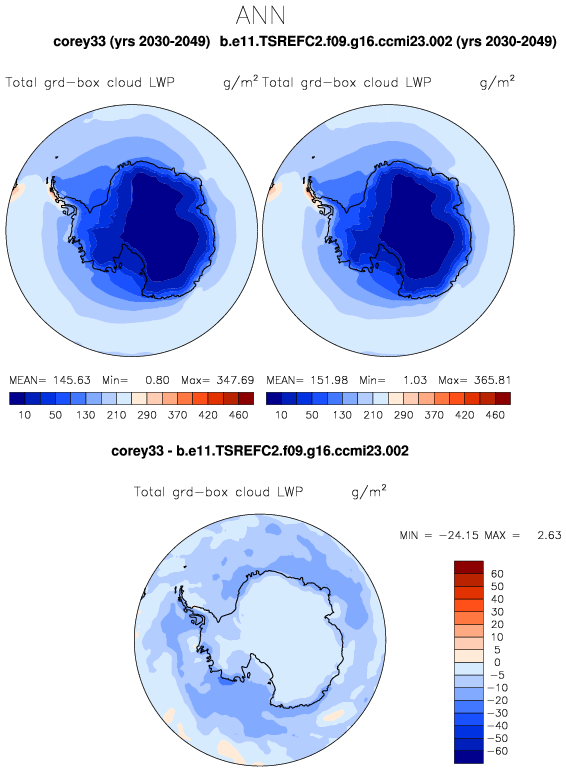 ANN
corey33 (yrs 2030-2049) b.e11.TSREFC2.f09.g16.ccmi23.002 (yrs 2030-2049)
Total grd-box cloud LWP g/m² Total grd-box cloud LWP g/m²
MEAN= 145.63 Min= 0.80 Max= 347.69 MEAN= 151.98 Min= 1.03 Max= 365.81
10 50 130 210 290 370 420 460 10 50 130 210 290 370 420 460
corey33 - b.e11.TSREFC2.f09.g16.ccmi23.002
Total grd-box cloud LWP g/m²
MIN = -24.15 MAX = 2.63
60
50
40
30
20
10
5
0
-5
-10
-20
-30
-40
-50
-60